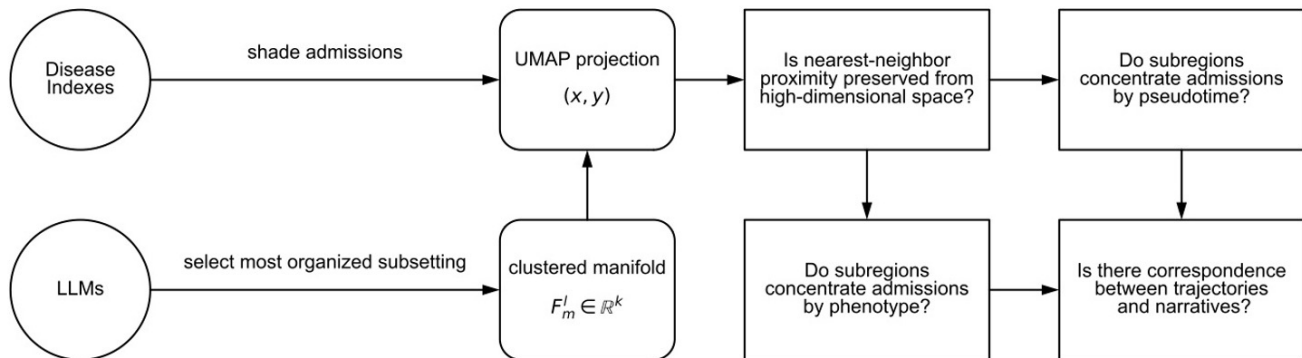 Disease
Indexes
shade admissions
UMAP projection
(x, y)
Is nearest-neighbor
proximity preserved from
high-dimensional space?
Do subregions
concentrate admissions
by pseudotime?
LLMs
select most organized subsetting
clustered manifold
Fₘˡ ∈ ℝᵏ
Do subregions
concentrate admissions
by phenotype?
Is there correspondence
between trajectories
and narratives?